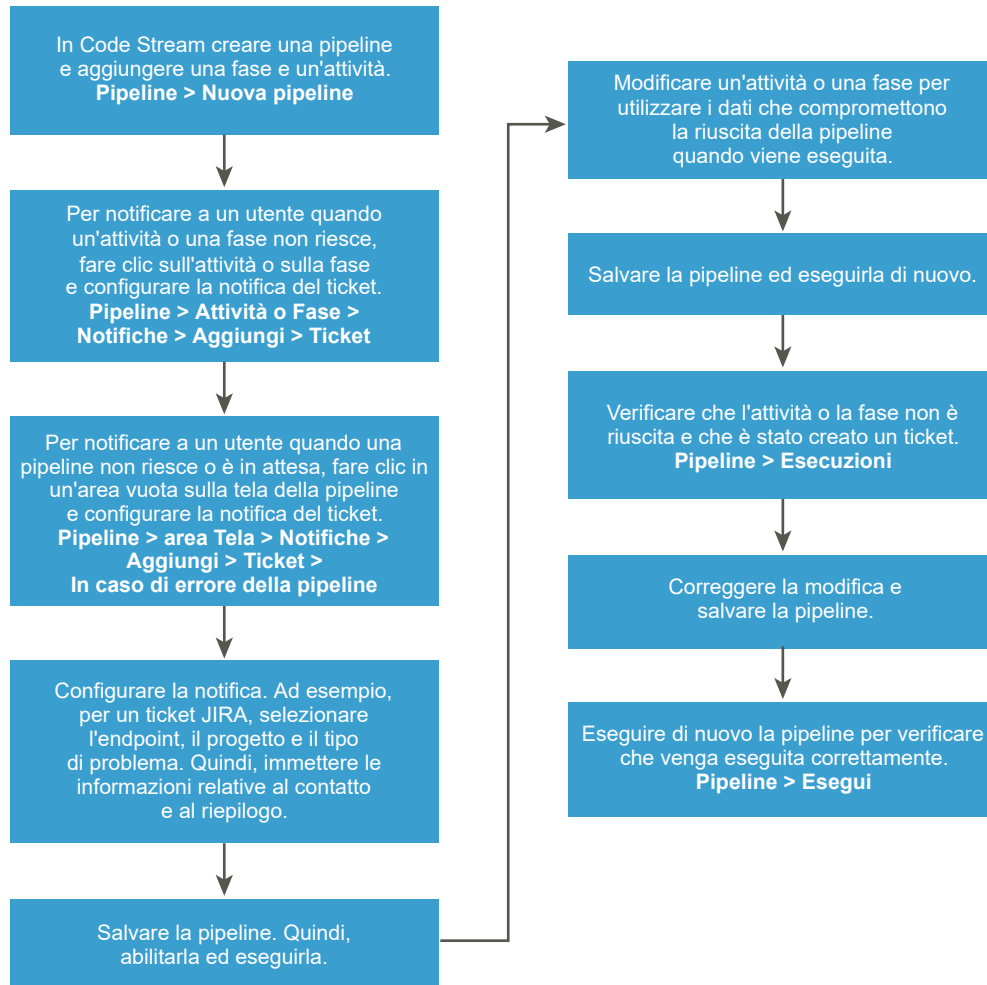 In Code Stream creare una pipeline
e aggiungere una fase e un'attività.
Pipeline > Nuova pipeline
Per notificare a un utente quando
un'attività o una fase non riesce,
fare clic sull'attività o sulla fase
e configurare la notifica del ticket.
Pipeline > Attività o Fase >
Notifiche > Aggiungi > Ticket
Per notificare a un utente quando una
pipeline non riesce o è in attesa, fare clic in
un'area vuota sulla tela della pipeline
e configurare la notifica del ticket.
Pipeline > area Tela > Notifiche >
Aggiungi > Ticket >
In caso di errore della pipeline
Configurare la notifica. Ad esempio,
per un ticket JIRA, selezionare
l'endpoint, il progetto e il tipo
di problema. Quindi, immettere le
informazioni relative al contatto
e al riepilogo.
Salvare la pipeline. Quindi,
abilitarla ed eseguirla.
Modificare un'attività o una fase per
utilizzare i dati che compromettono
la riuscita della pipeline
quando viene eseguita.
Salvare la pipeline ed eseguirla di nuovo.
Verificare che l'attività o la fase non è
riuscita e che è stato creato un ticket.
Pipeline > Esecuzioni
Correggere la modifica e
salvare la pipeline.
Eseguire di nuovo la pipeline per verificare
che venga eseguita correttamente.
Pipeline > Esegui